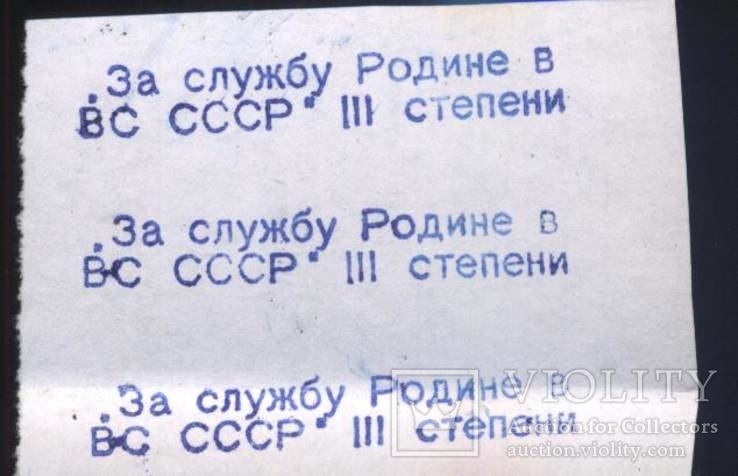 „За службу Родине в
ВС СССР" III степени
„За службу Родине в
ВС СССР" III степени
„За службу Родине в
ВС СССР" III степени
VIOLITY
Auction for Collectors
auction.violity.com